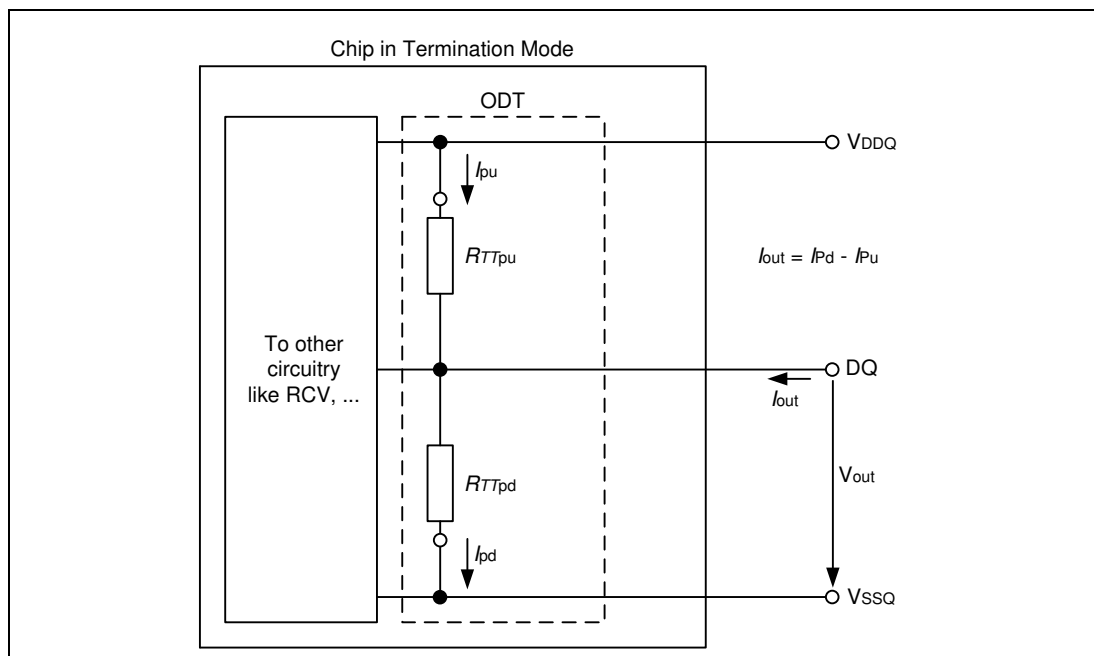 Chip in Termination Mode
ODT
VDDQ
Ipu
RTTpu
Iout = IPd - IPu
To other
circuitry
like RCV, ...
DQ
Iout
RTTpd
Vout
Ipd
VSSQ